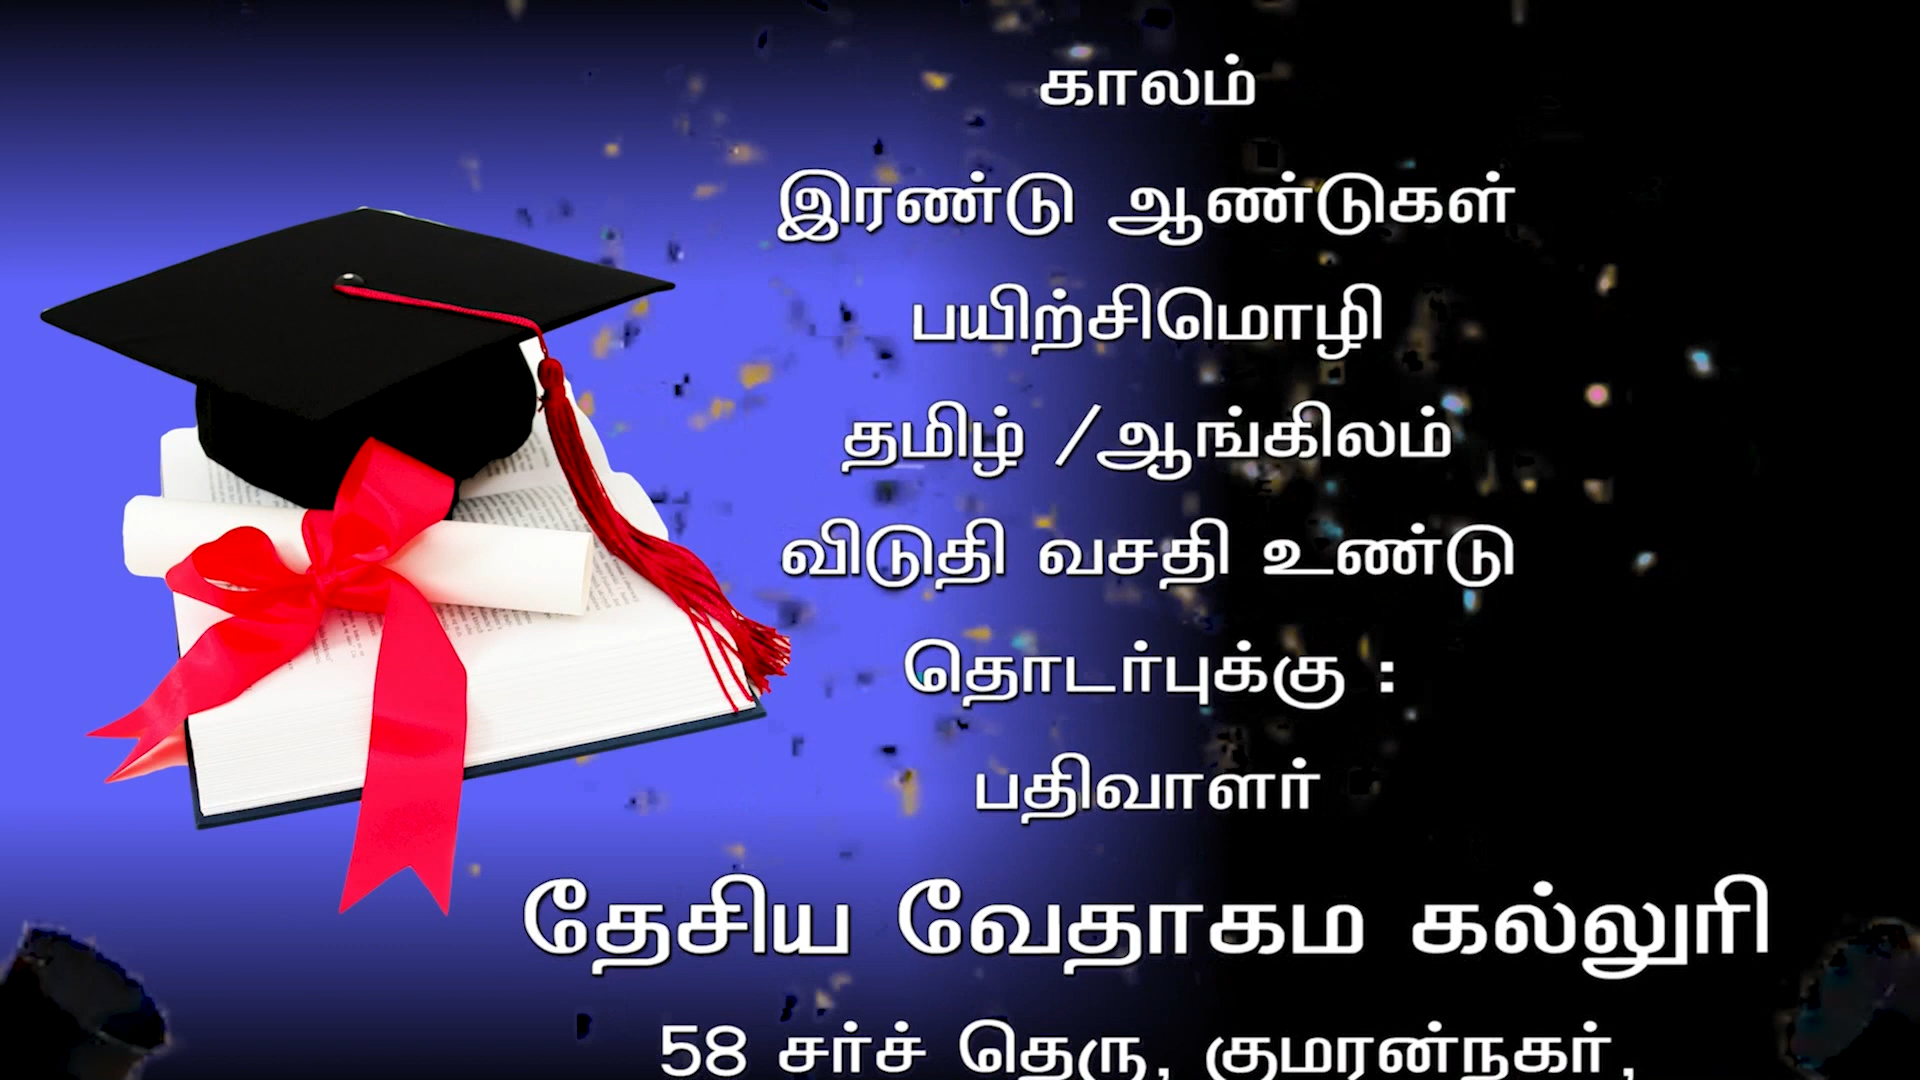 காலம்
இரண்டு ஆண்டுகள்
பயிற்சிமொழி
தமிழ் /ஆங்கிலம்
விடுதி வசதி உண்டு
தொடர்புக்கு :
பதிவாளர்
தேசிய வேதாகம கல்லுரி
58 சர்ச் தெரு, குமரன்நகர்,